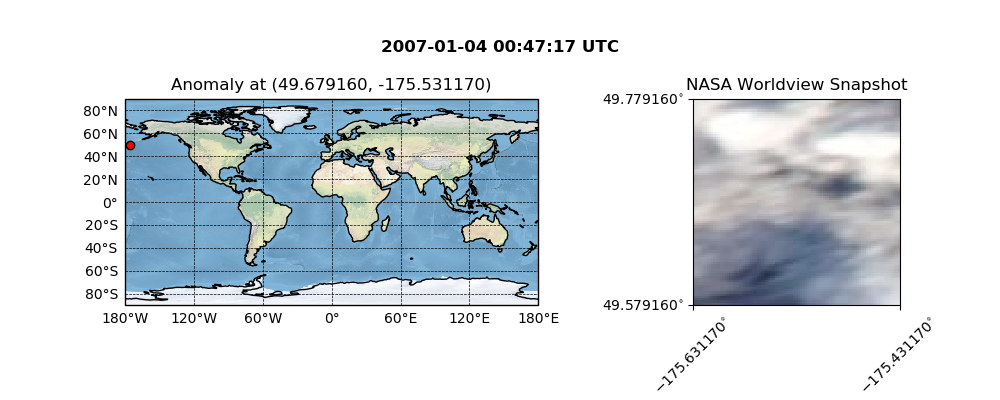 2007-01-04 00:47:17 UTC
Anomaly at (49.679160, -175.531170)
80°N
60°N
40°N
20°N
0°
20°S
40°S
60°S
80°S
180°W 120°W 60°W 0° 60°E 120°E 180°E
NASA Worldview Snapshot
49.779160°
49.579160°
−175.631170°
−175.431170°